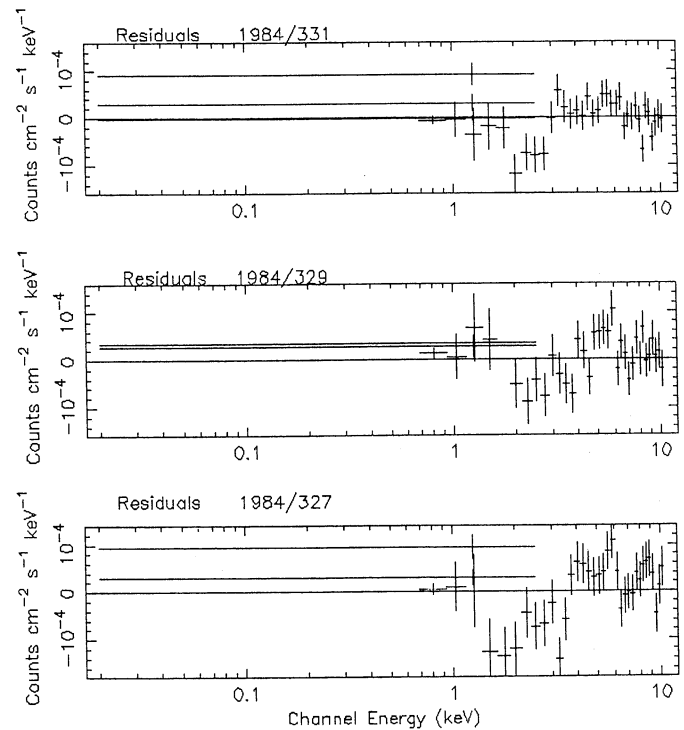 Residuals 1984/331
Counts cm⁻² s⁻¹ keV⁻¹
10⁻⁴
0
−10⁻⁴
0.1 1 10
Residuals 1984/329
Counts cm⁻² s⁻¹ keV⁻¹
10⁻⁴
0
−10⁻⁴
0.1 1 10
Residuals 1984/327
Counts cm⁻² s⁻¹ keV⁻¹
10⁻⁴
0
−10⁻⁴
0.1 1 10
Channel Energy (keV)